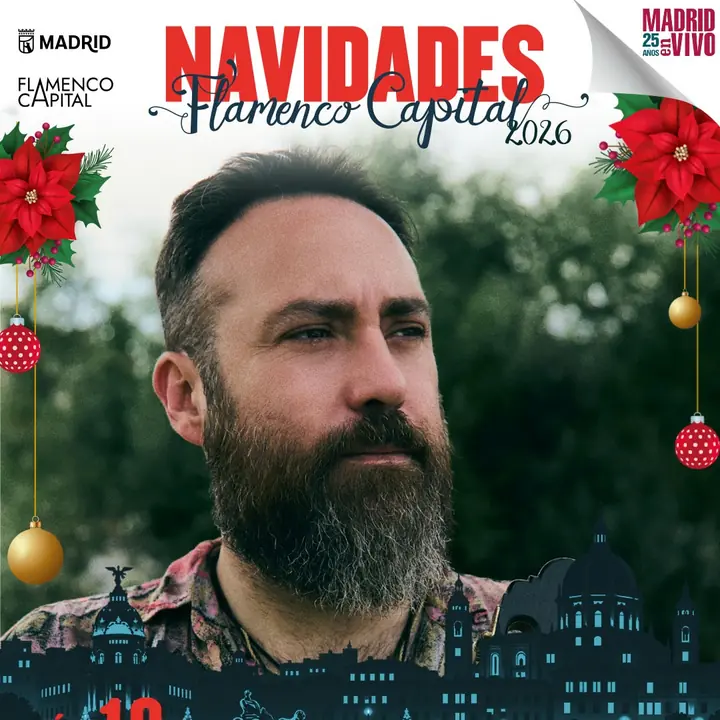 MADRID
FLAMENCO
CAPITAL
NAVIDADES
Flamenco Capital
2026
MADRID
25
AÑOS
en
VIVO